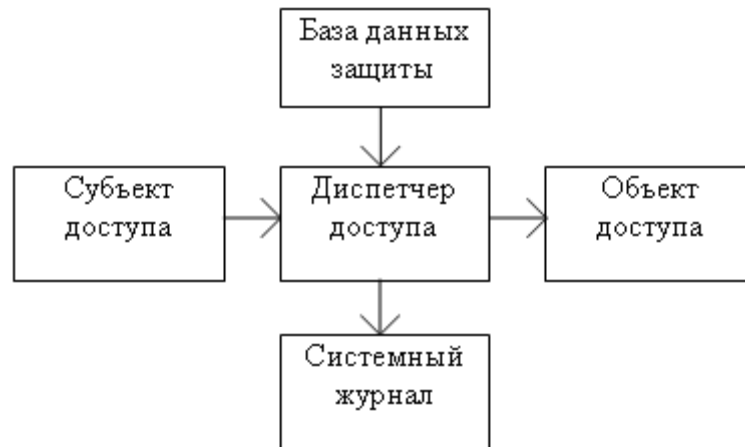 База данных
защиты
Субъект
доступа
Диспетчер
доступа
Объект
доступа
Системный
журнал